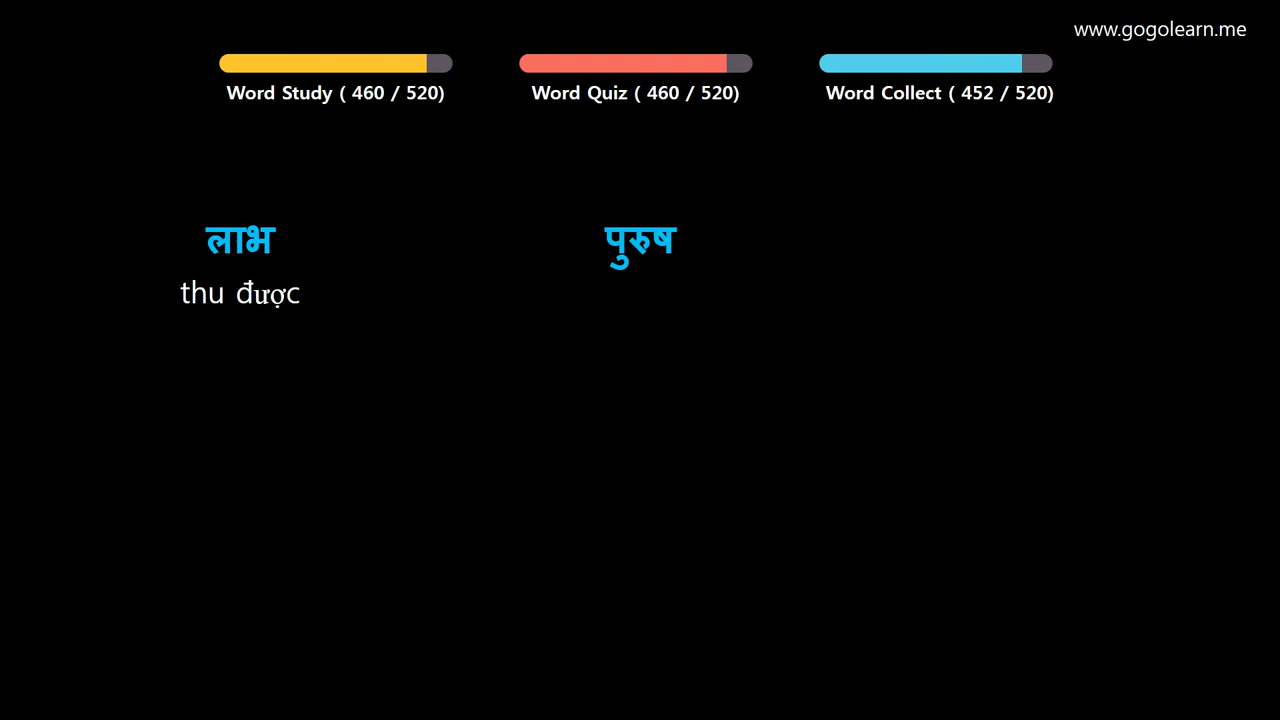 www.gogolearn.me
Word Study ( 460 / 520)
Word Quiz ( 460 / 520)
Word Collect ( 452 / 520)
लाभ
पुरुष
thu được